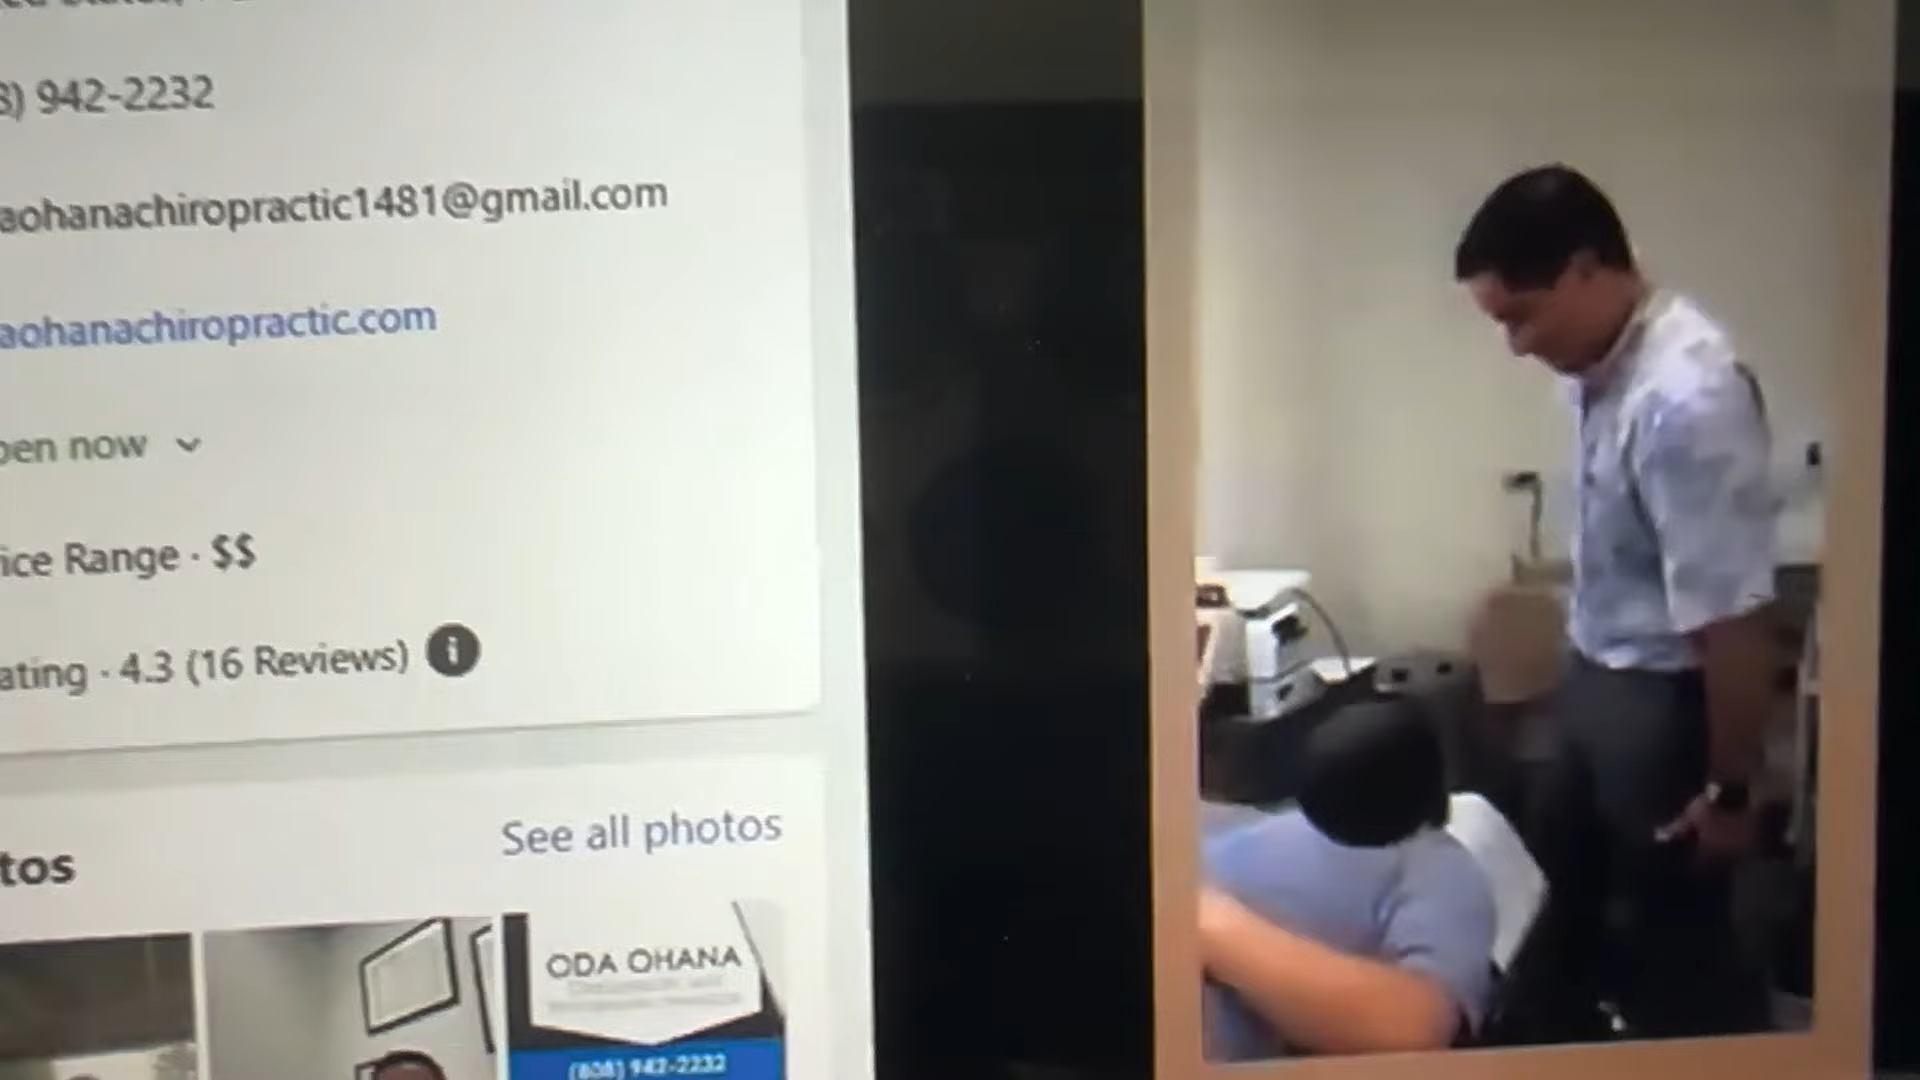 8) 942-2232
aohanachiropractic1481@gmail.com
aohanachiropractic.com
pen now
ice Range · $$
ating · 4.3 (16 Reviews) i
tos
See all photos
ODA OHANA
(808) 942-2232